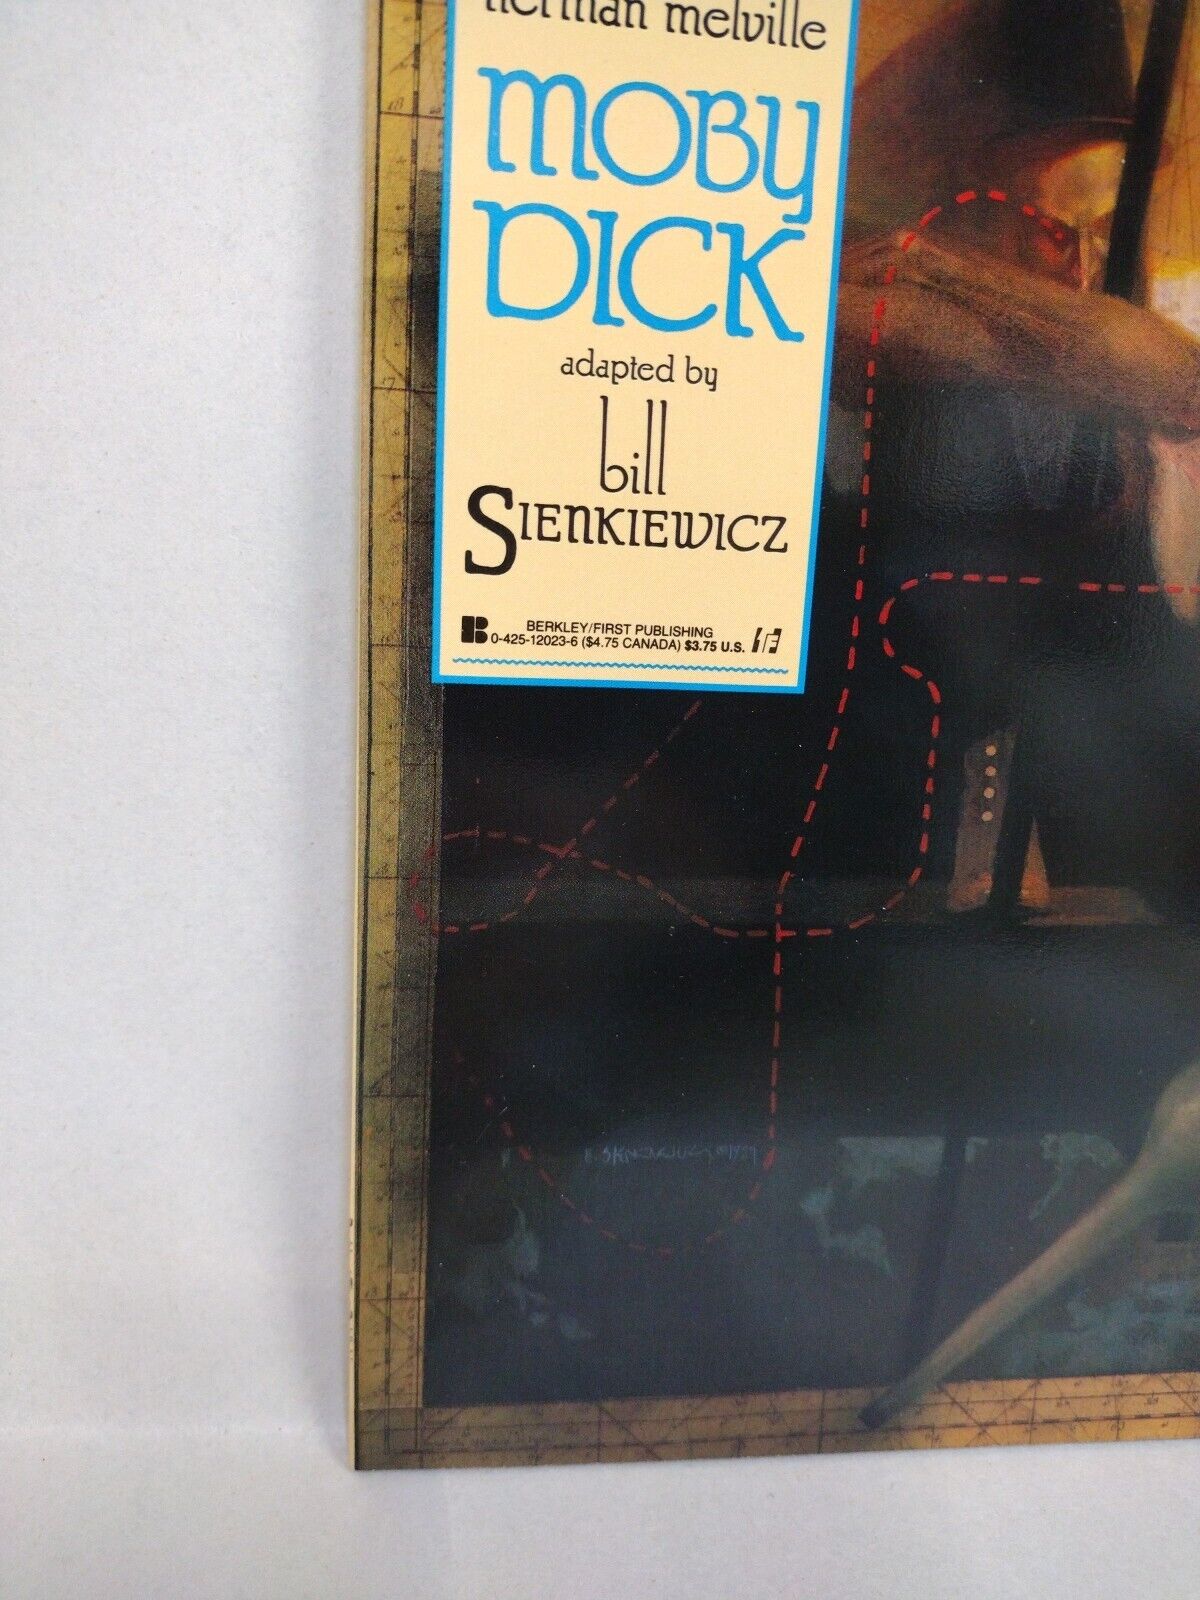 herman melville
MOBY
DICK
adapted by
bill
SIENKIEWICZ
BERKLEY/FIRST PUBLISHING
0-425-12023-6 ($4.75 CANADA) $3.75 U.S.